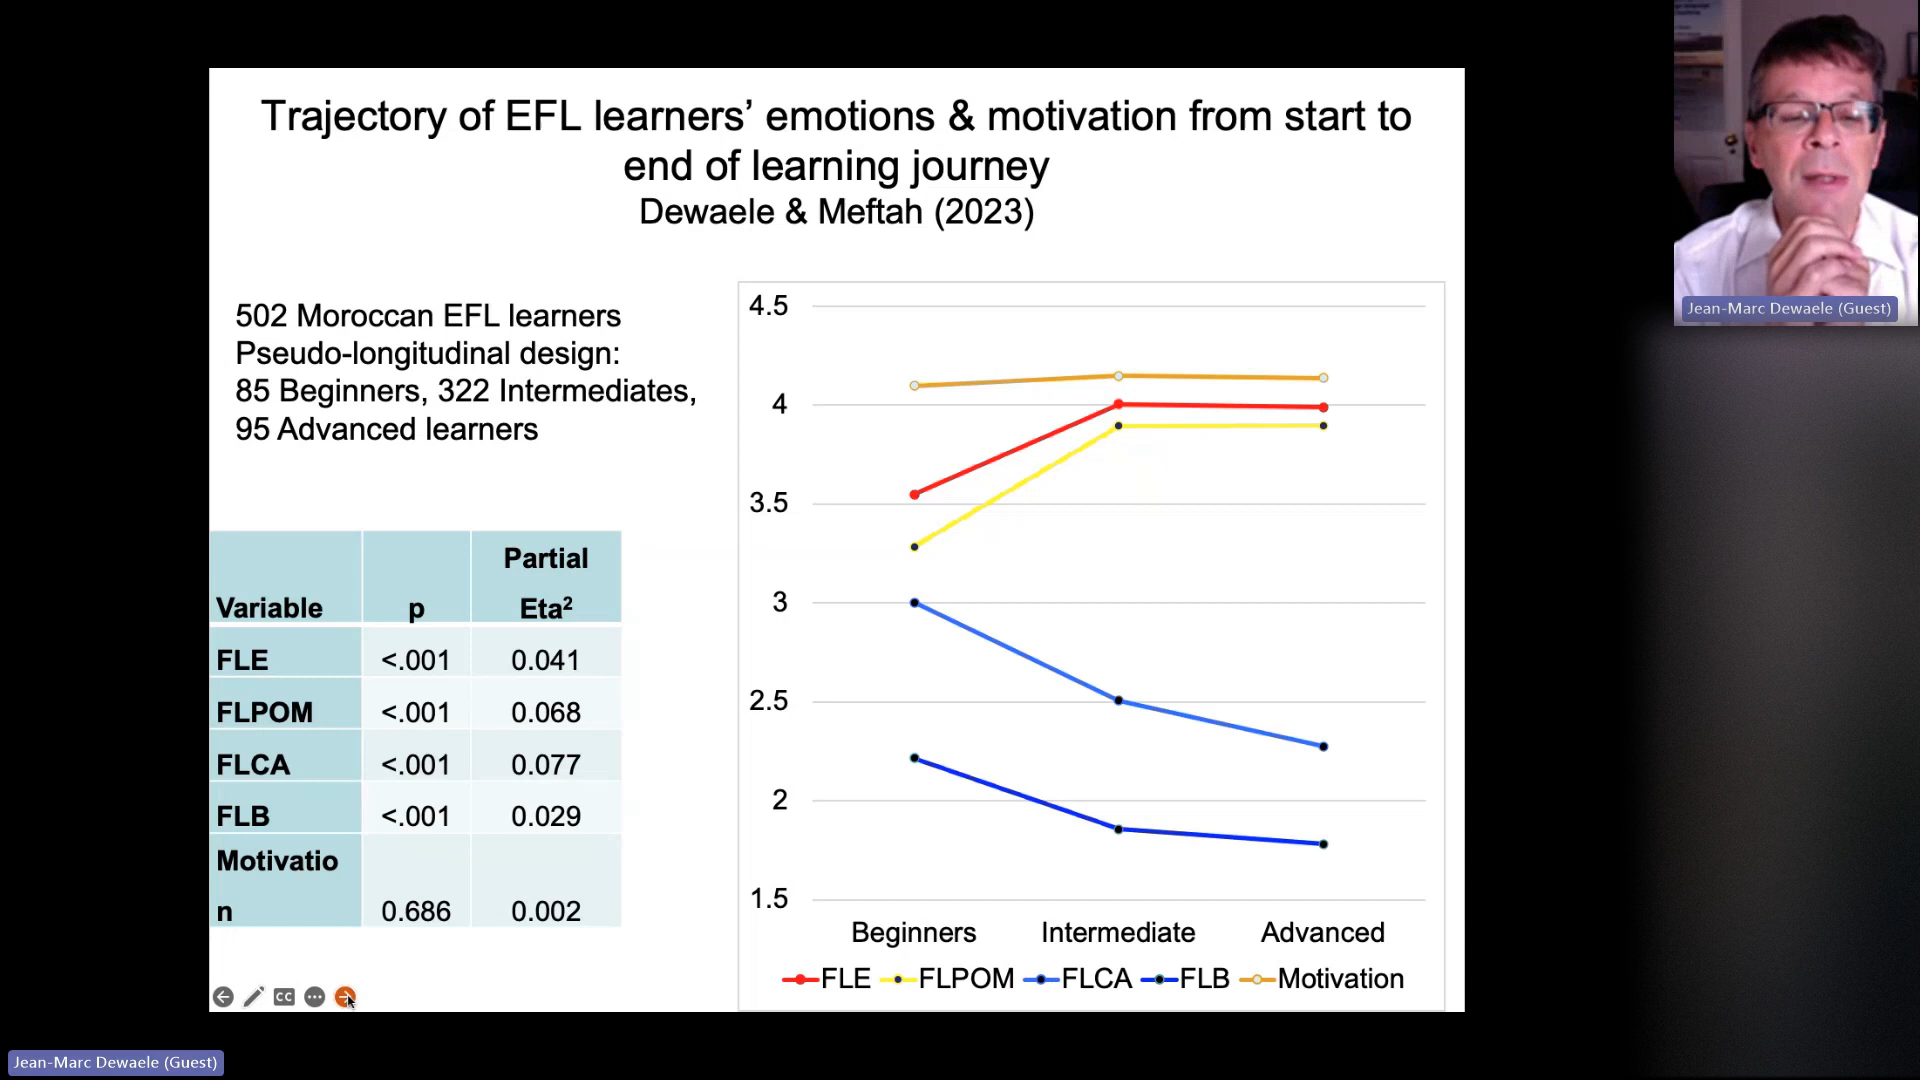 Trajectory of EFL learners’ emotions & motivation from start to
end of learning journey
Dewaele & Meftah (2023)
502 Moroccan EFL learners
Pseudo-longitudinal design:
85 Beginners, 322 Intermediates,
95 Advanced learners
Variable p Partial Eta²
FLE <.001 0.041
FLPOM <.001 0.068
FLCA <.001 0.077
FLB <.001 0.029
Motivatio
n 0.686 0.002
4.5
4
3.5
3
2.5
2
1.5
Beginners Intermediate Advanced
FLE FLPOM FLCA FLB Motivation
CC
Jean-Marc Dewaele (Guest)
Jean-Marc Dewaele (Guest)